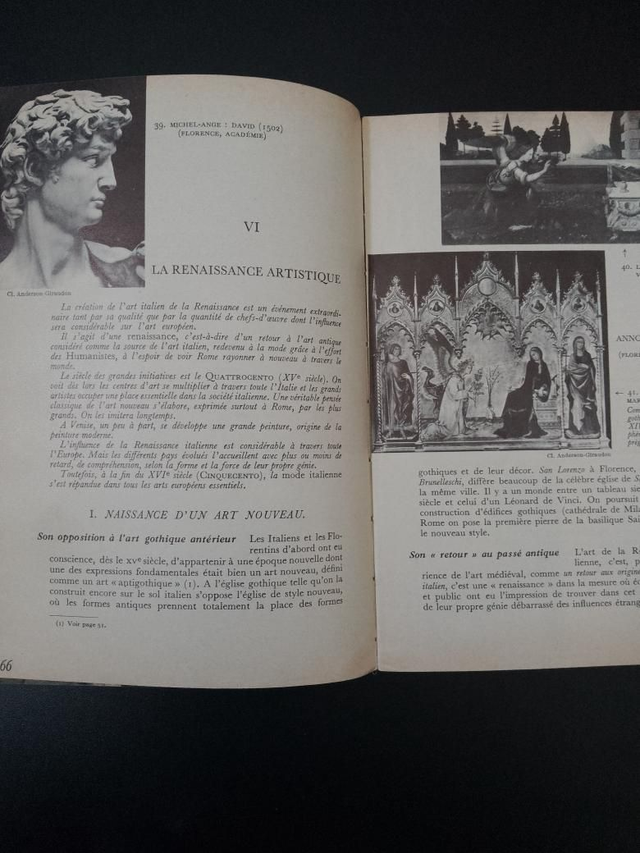 39. MICHEL-ANGE : DAVID (1502)
(FLORENCE, ACADÉMIE)
VI
LA RENAISSANCE ARTISTIQUE
Cl. Anderson-Giraudon.
La création de l'art italien de la Renaissance est un événement extraordi-
naire tant par sa qualité que par la quantité de chefs-d'œuvre dont l'influence
sera considérable sur l'art européen.
Il s'agit d'une renaissance, c'est-à-dire d'un retour à l'art antique
considéré comme la source de l'art italien, redevenu à la mode grâce à l'effort
des Humanistes, à l'espoir de voir Rome rayonner à nouveau à travers le
monde.
Le siècle des grandes initiatives est le QUATTROCENTO (XVe siècle). On
voit dès lors les centres d'art se multiplier à travers toute l'Italie et les grands
artistes occuper une place essentielle dans la société italienne. Une véritable pensée
classique de l'art nouveau s'élabore, exprimée surtout à Rome, par les plus
grands. On les imitera longtemps.
A Venise, un peu à part, se développe une grande peinture, origine de la
peinture moderne.
L'influence de la Renaissance italienne est considérable à travers toute
l'Europe. Mais les différents pays évolués l'accueillent avec plus ou moins de
retard, de compréhension, selon la forme et la force de leur propre génie.
Toutefois, à la fin du XVIe siècle (CINQUECENTO), la mode italienne
s'est répandue dans tous les arts européens essentiels.
I. NAISSANCE D'UN ART NOUVEAU.
Son opposition à l'art gothique antérieur Les Italiens et les Flo-
rentins d'abord ont eu
conscience, dès le XVe siècle, d'appartenir à une époque nouvelle dont
une des expressions fondamentales était bien un art nouveau, défini
comme un art « antigothique » (1). A l'église gothique telle qu'on la
construit encore sur le sol italien s'oppose l'église de style nouveau,
où les formes antiques prennent totalement la place des formes
(1) Voir page 51.
66
↑
40. L
ANNO
(FLOR
← 41.
MAR
Com
XIV
Cl. Anderson-Giraudon.
gothiques et de leur décor. San Lorenzo à Florence,
Brunelleschi, diffère beaucoup de la célèbre église de S
la même ville. Il y a un monde entre un tableau sie
siècle et celui d'un Léonard de Vinci. On poursuit
construction d'édifices gothiques (cathédrale de Mila
Rome on pose la première pierre de la basilique Sai
le nouveau style.
Son « retour » au passé antique L'art de la R
lienne, c'est, p
rience de l'art médiéval, comme un retour aux origine
italien, c'est une « renaissance » dans la mesure où é
et public ont eu l'impression de trouver dans cet
de leur propre génie débarrassé des influences étrang